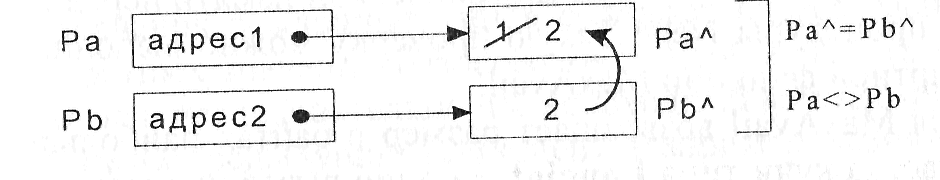 Pa адрес1 1 2 Pa^ Pa^=Pb^
Pb адрес2 2 Pb^ Pa<>Pb